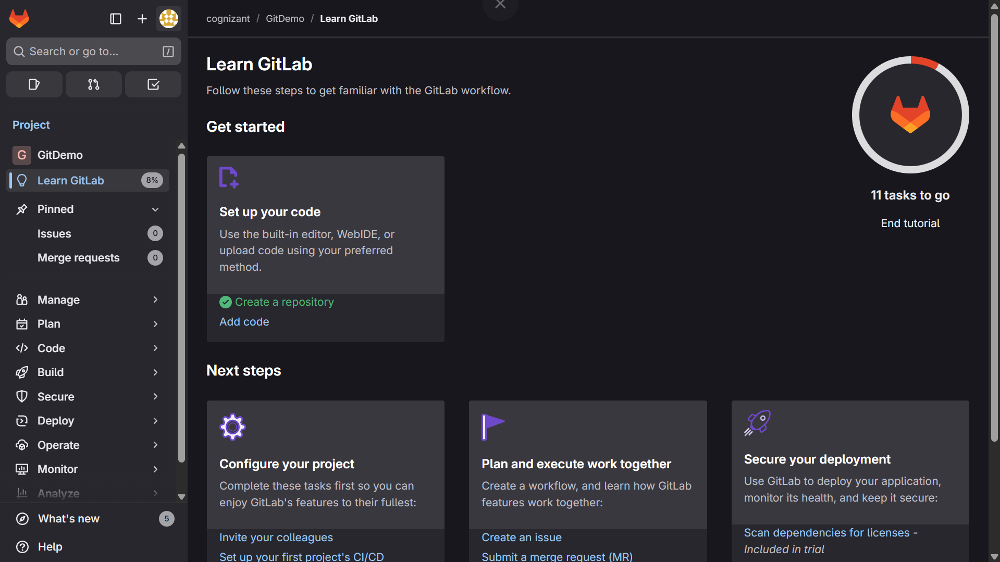 cognizant / GitDemo / Learn GitLab
Search or go to...
/
Project
G GitDemo
Learn GitLab 8%
Pinned
Issues 0
Merge requests 0
Manage
Plan
Code
Build
Secure
Deploy
Operate
Monitor
Analyze
What's new 5
Help
Learn GitLab
Follow these steps to get familiar with the GitLab workflow.
11 tasks to go
End tutorial
Get started
Set up your code
Use the built-in editor, WebIDE, or
upload code using your preferred
method.
Create a repository
Add code
Next steps
Configure your project
Complete these tasks first so you can
enjoy GitLab's features to their fullest:
Invite your colleagues
Set up your first project's CI/CD
Plan and execute work together
Create a workflow, and learn how GitLab
features work together:
Create an issue
Submit a merge request (MR)
Secure your deployment
Use GitLab to deploy your application,
monitor its health, and keep it secure:
Scan dependencies for licenses -
Included in trial